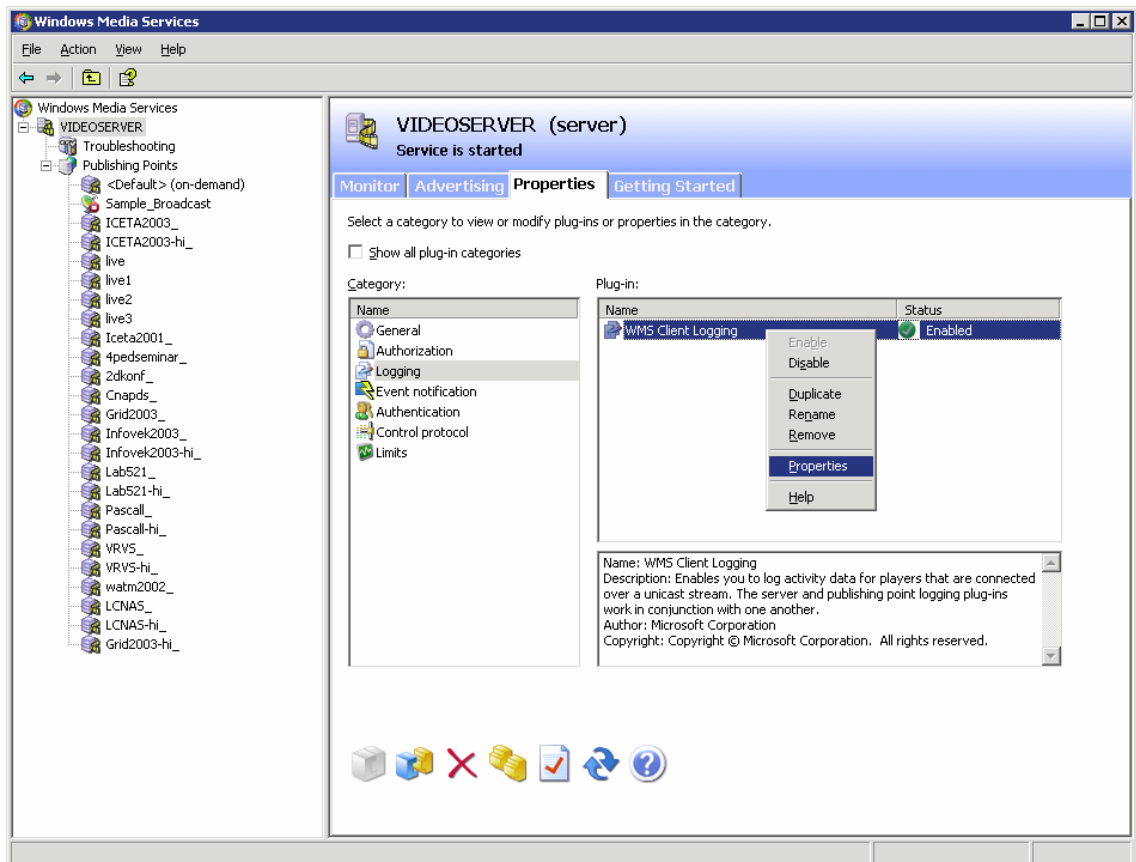 Windows Media Services
File Action View Help
Windows Media Services
VIDEOSERVER
Troubleshooting
Publishing Points
<Default> (on-demand)
Sample_Broadcast
ICETA2003_
ICETA2003-hi_
live
live1
live2
live3
Iceta2001_
4pedseminar_
2dkonf_
Cnapds_
Grid2003_
Infovek2003_
Infovek2003-hi_
Lab521_
Lab521-hi_
Pascall_
Pascall-hi_
VRVS_
VRVS-hi_
watm2002_
LCNAS_
LCNAS-hi_
Grid2003-hi_
VIDEOSERVER (server)
Service is started
Monitor Advertising Properties Getting Started
Select a category to view or modify plug-ins or properties in the category.
Show all plug-in categories
Category:
Name
General
Authorization
Logging
Event notification
Authentication
Control protocol
Limits
Plug-in:
Name Status
WMS Client Logging Enabled
Enable
Disable
Duplicate
Rename
Remove
Properties
Help
Name: WMS Client Logging
Description: Enables you to log activity data for players that are connected
over a unicast stream. The server and publishing point logging plug-ins
work in conjunction with one another.
Author: Microsoft Corporation
Copyright: Copyright © Microsoft Corporation. All rights reserved.